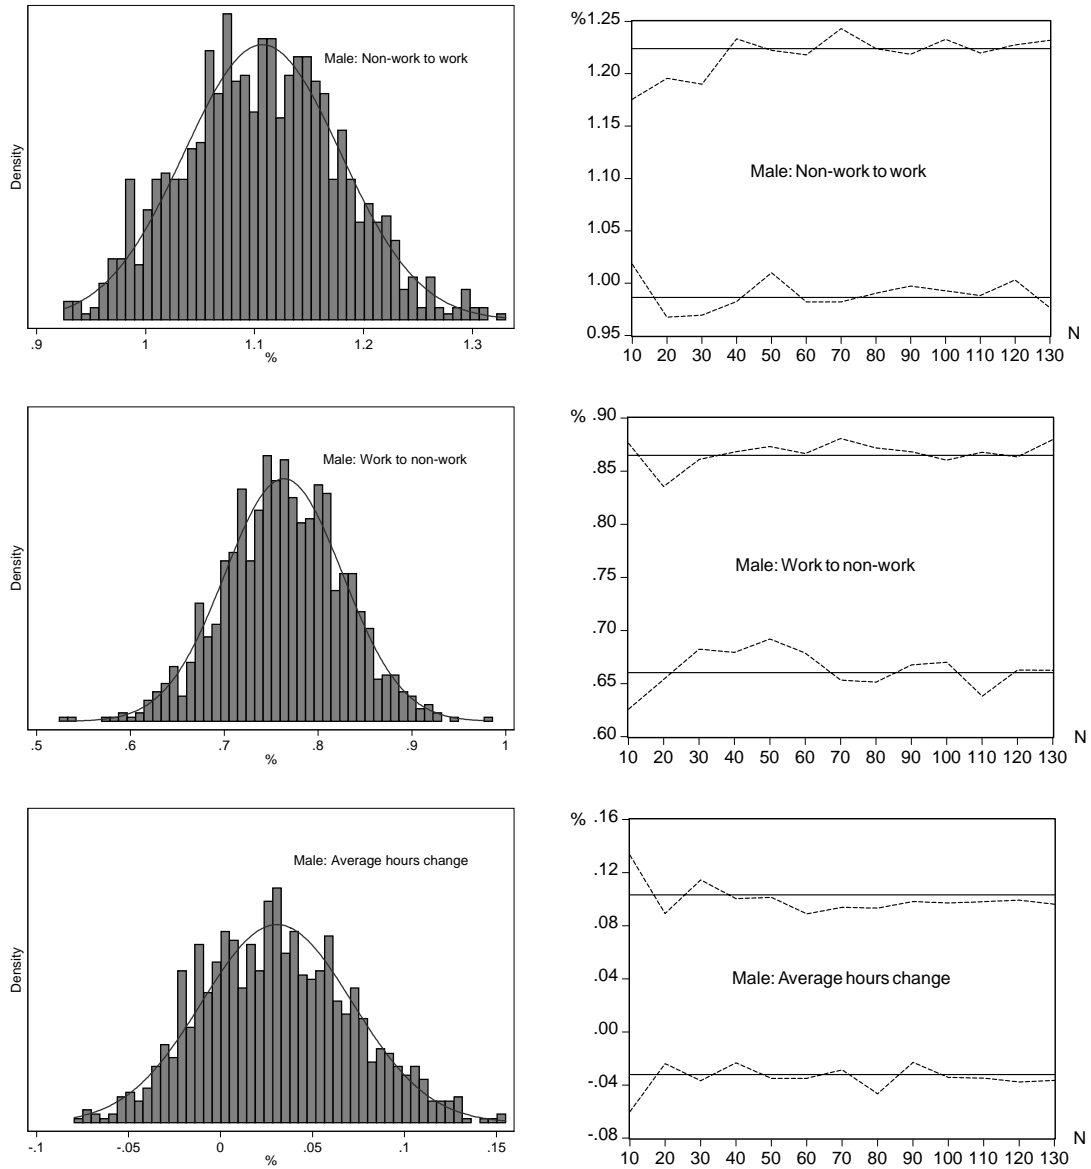 Male: Non-work to work
Density
.9 1 1.1 1.2 1.3
%
%1.25
1.20
1.15
1.10
1.05
1.00
0.95
Male: Non-work to work
10 20 30 40 50 60 70 80 90 100 110 120 130
N
Male: Work to non-work
Density
.5 .6 .7 .8 .9 1
%
% .90
.85
.80
.75
.70
.65
.60
Male: Work to non-work
10 20 30 40 50 60 70 80 90 100 110 120 130
N
Male: Average hours change
Density
-.1 -.05 0 .05 .1 .15
%
% .16
.12
.08
.04
.00
-.04
-.08
Male: Average hours change
10 20 30 40 50 60 70 80 90 100 110 120 130
N